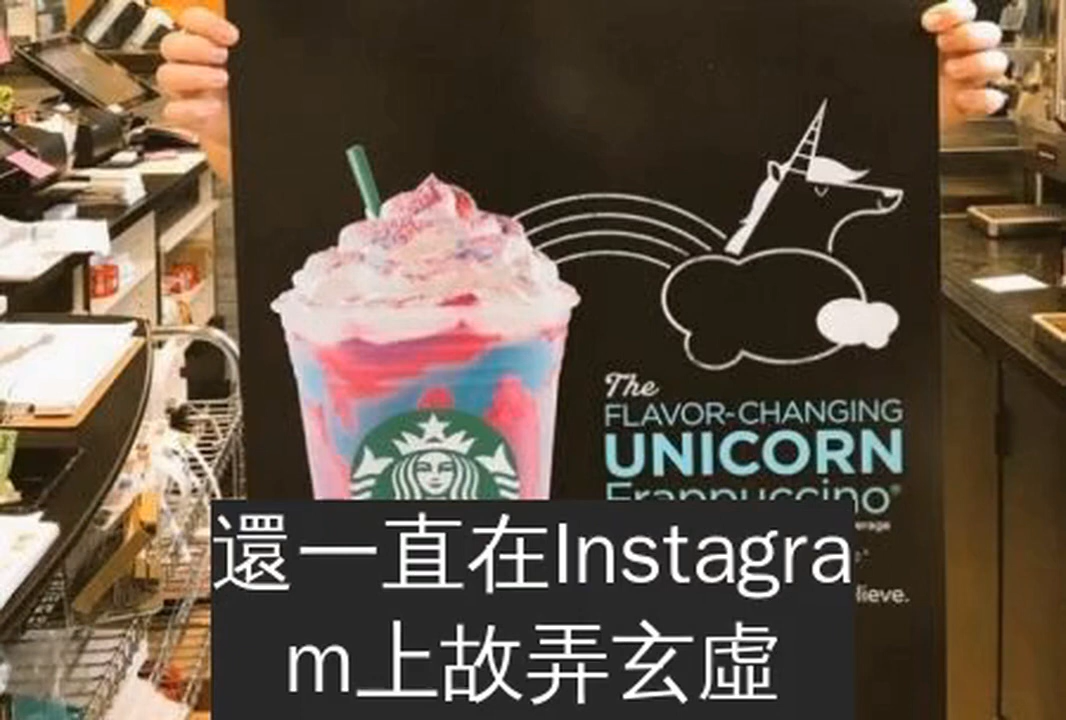 The
FLAVOR-CHANGING
UNICORN
Frappuccino®
還一直在Instagra
m上故弄玄虛